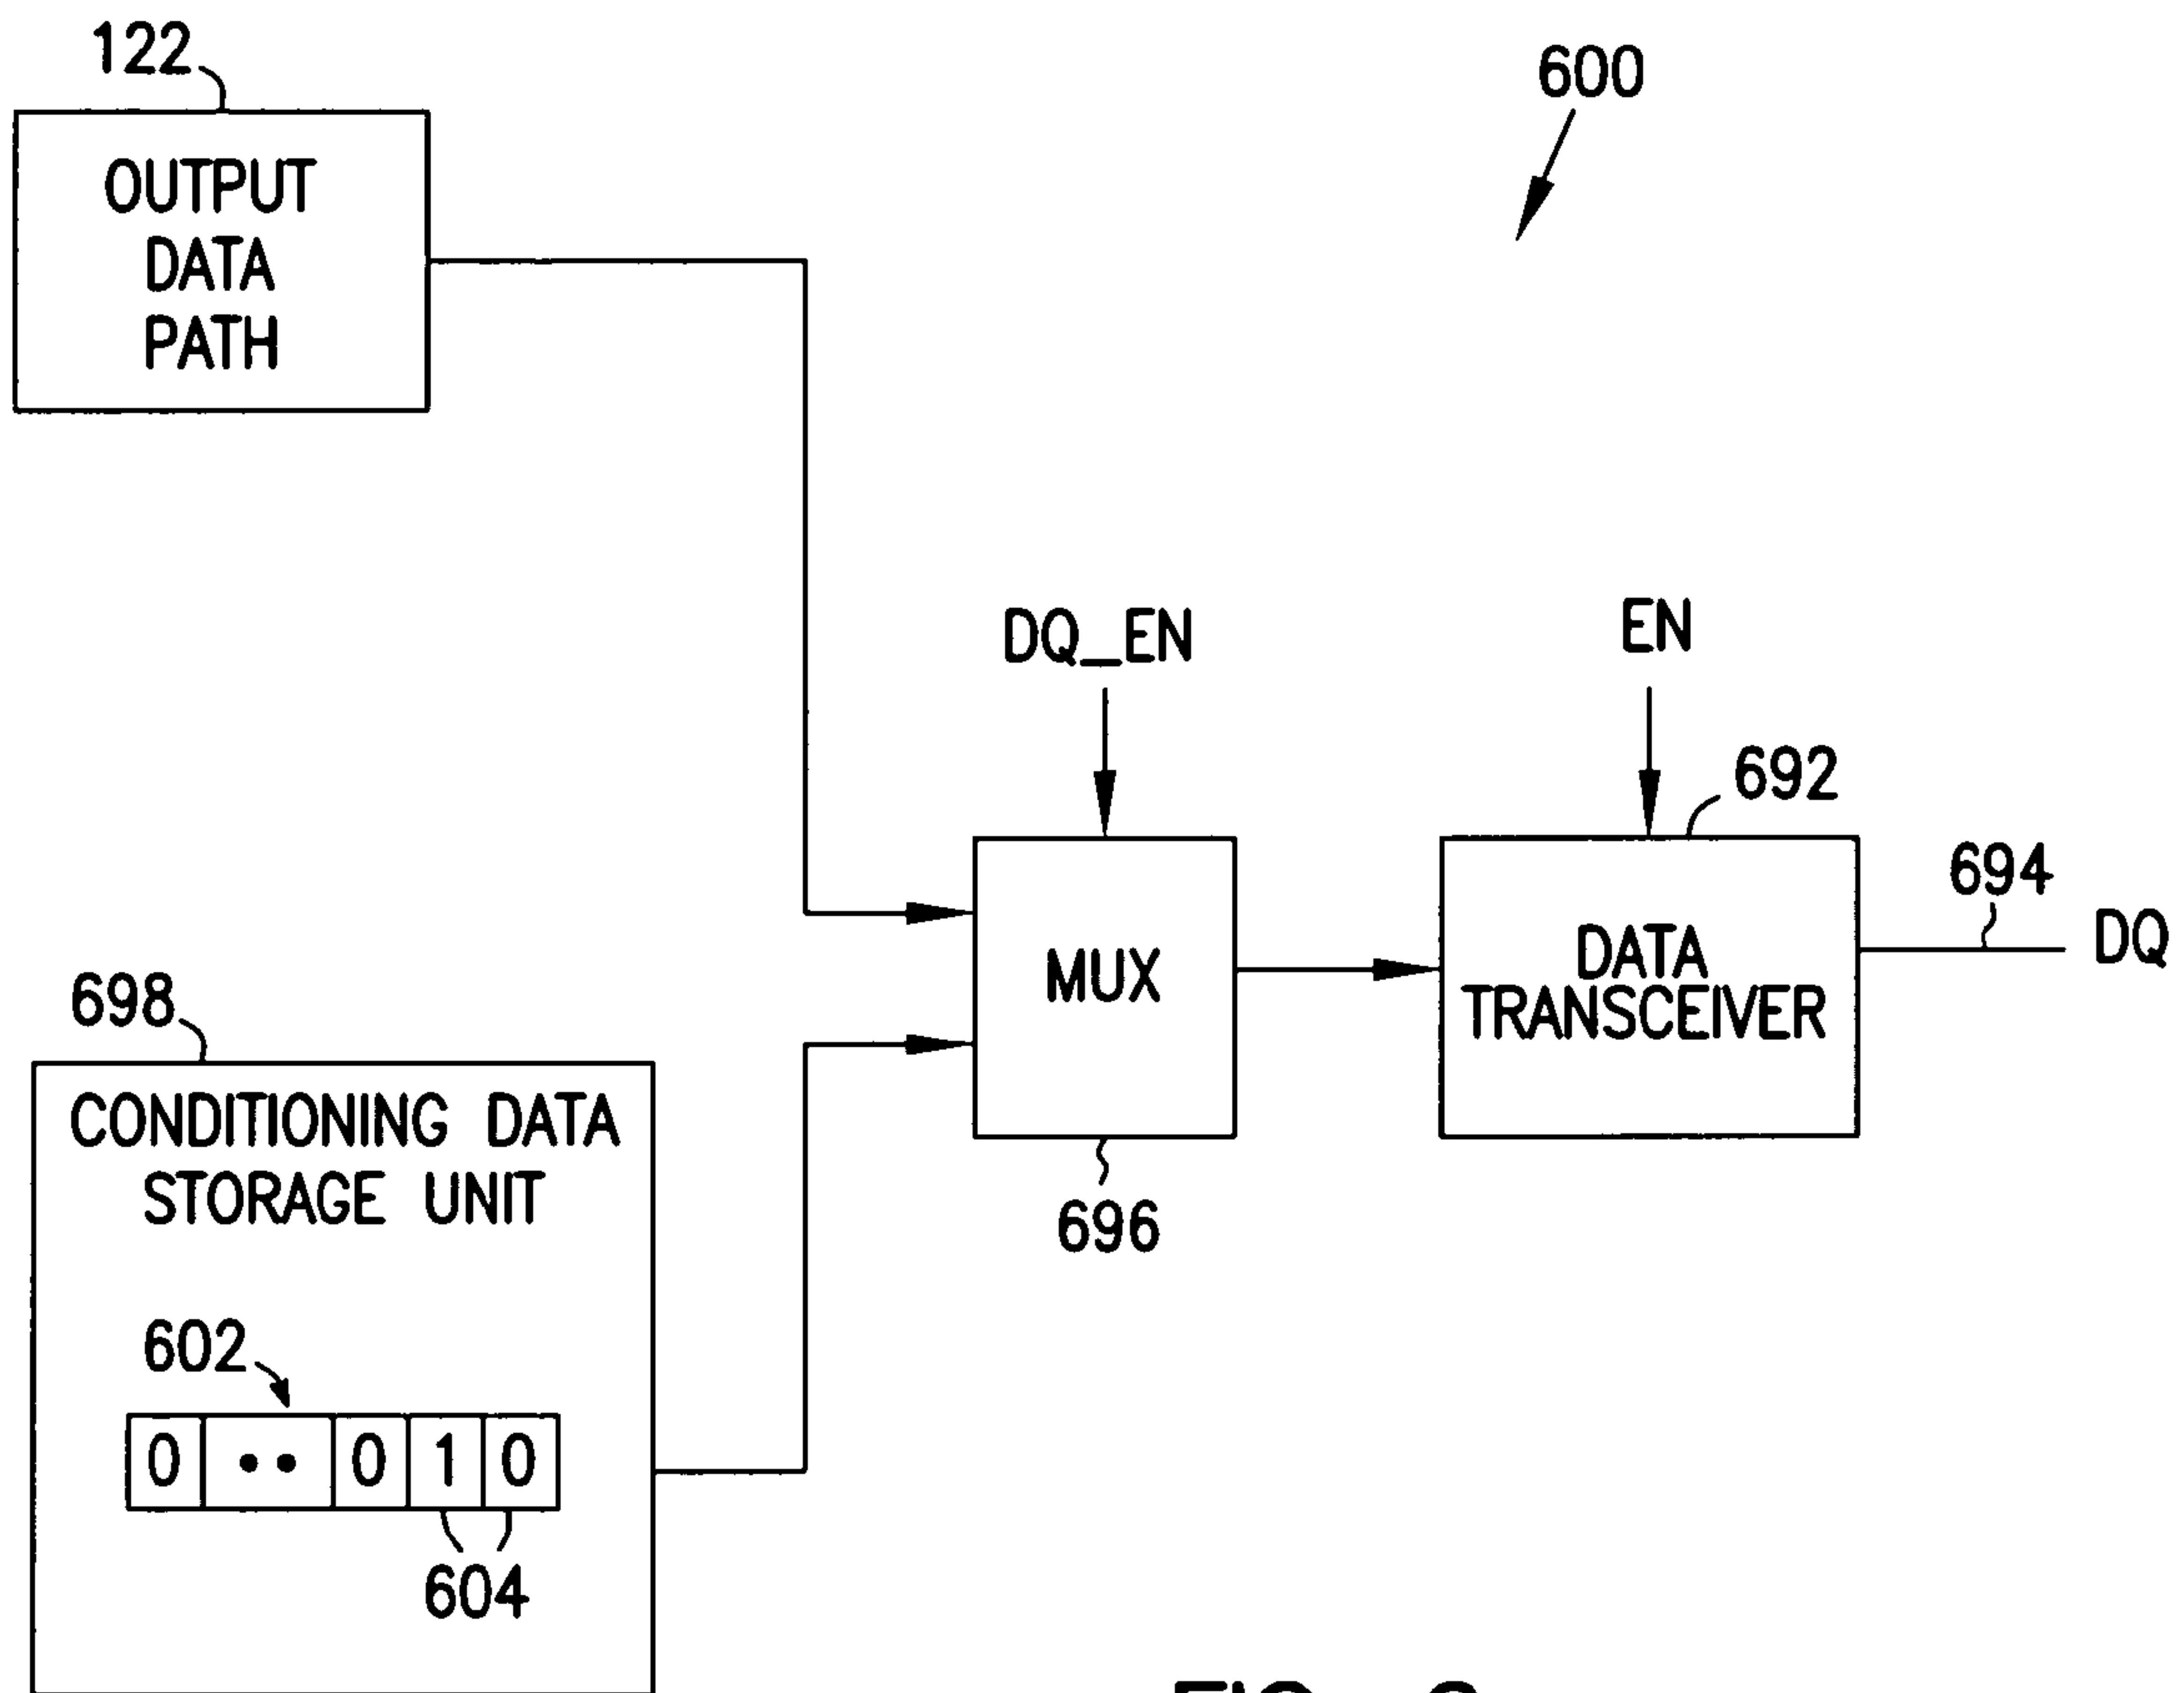 122
600
OUTPUT
DATA
PATH
DQ_EN
EN
692
694
DQ
MUX
DATA
TRANSCEIVER
696
698
CONDITIONING DATA
STORAGE UNIT
602
0 •• 0 1 0
604